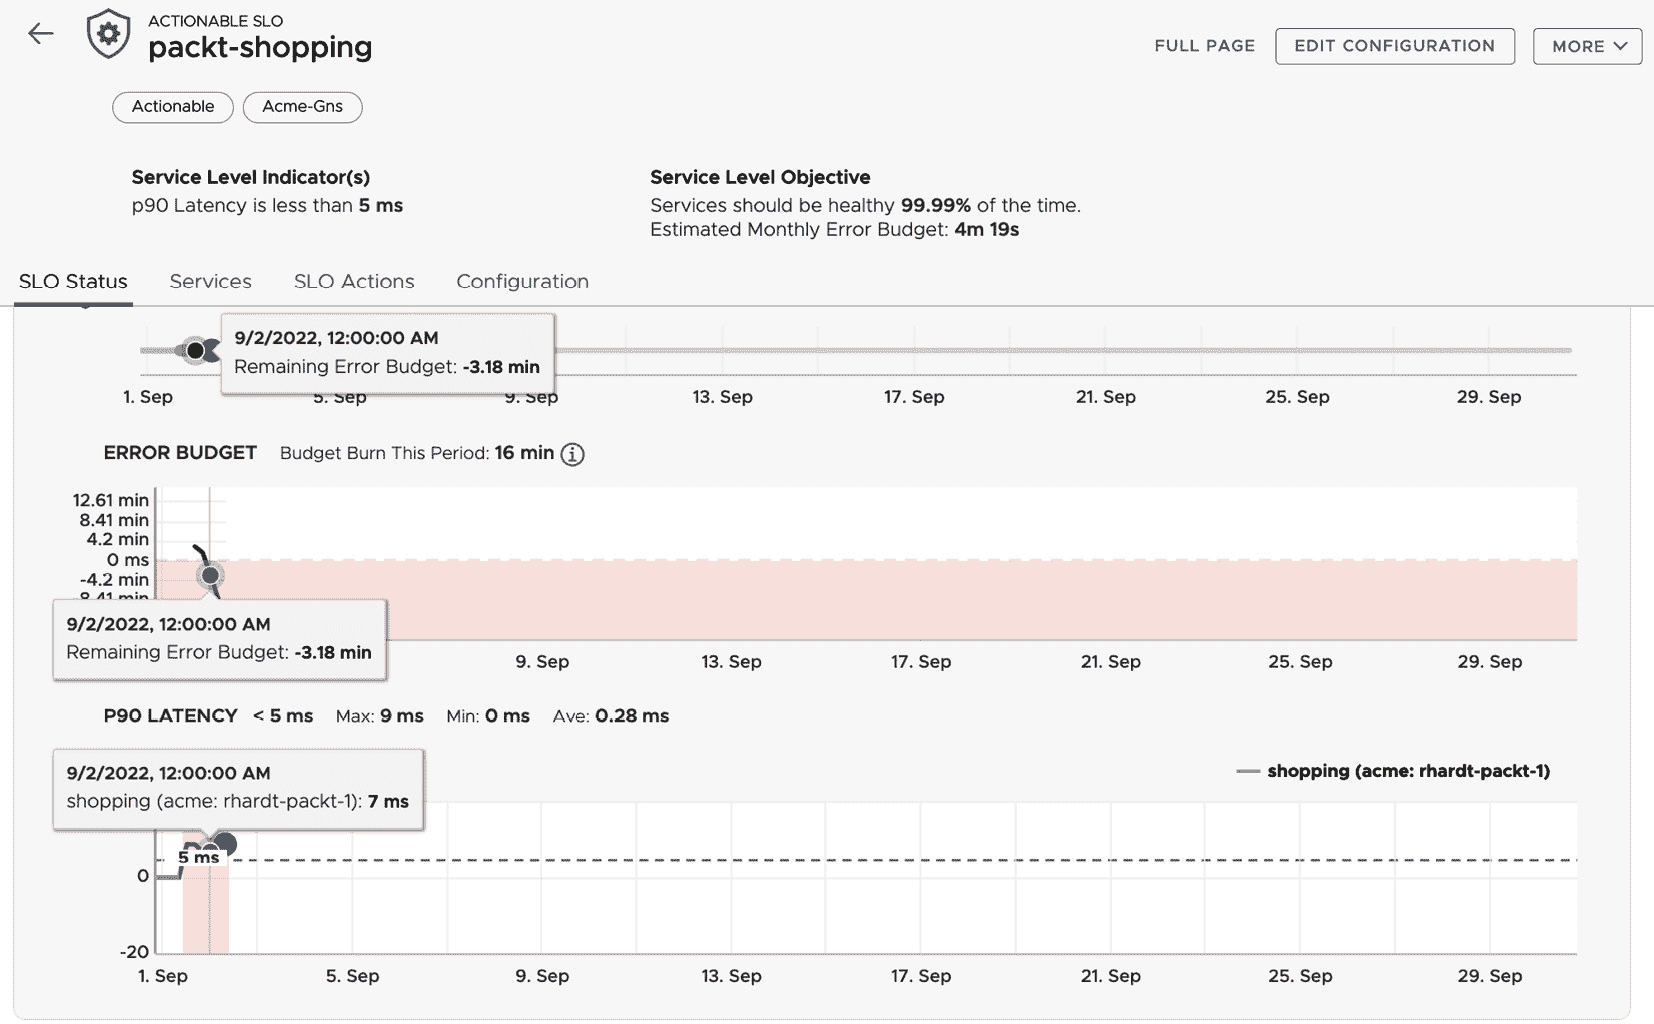 ACTIONABLE SLO
packt-shopping
FULL PAGE
EDIT CONFIGURATION
MORE
Actionable
Acme-Gns
Service Level Indicator(s)
p90 Latency is less than 5 ms
Service Level Objective
Services should be healthy 99.99% of the time.
Estimated Monthly Error Budget: 4m 19s
SLO Status
Services
SLO Actions
Configuration
9/2/2022, 12:00:00 AM
Remaining Error Budget: -3.18 min
1. Sep
5. Sep
9. Sep
13. Sep
17. Sep
21. Sep
25. Sep
29. Sep
ERROR BUDGET Budget Burn This Period: 16 min
12.61 min
8.41 min
4.2 min
0 ms
-4.2 min
-8.41 min
9/2/2022, 12:00:00 AM
Remaining Error Budget: -3.18 min
9. Sep
13. Sep
17. Sep
21. Sep
25. Sep
29. Sep
P90 LATENCY < 5 ms Max: 9 ms Min: 0 ms Ave: 0.28 ms
9/2/2022, 12:00:00 AM
shopping (acme: rhardt-packt-1): 7 ms
shopping (acme: rhardt-packt-1)
5 ms
0
-20
1. Sep
5. Sep
9. Sep
13. Sep
17. Sep
21. Sep
25. Sep
29. Sep